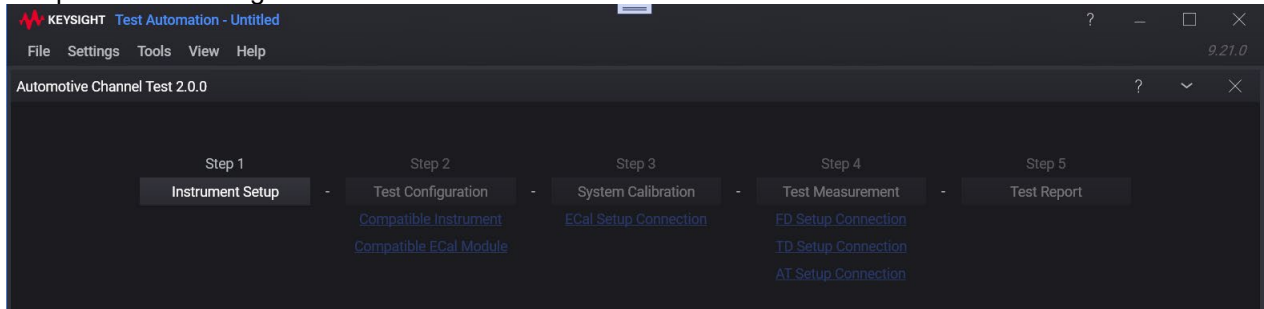 KEYSIGHT Test Automation - Untitled ?
File Settings Tools View Help 9.21.0
Automotive Channel Test 2.0.0 ?
Step 1 Step 2 Step 3 Step 4 Step 5
Instrument Setup - Test Configuration - System Calibration - Test Measurement - Test Report
Compatible Instrument ECal Setup Connection FD Setup Connection
Compatible ECal Module TD Setup Connection
AT Setup Connection